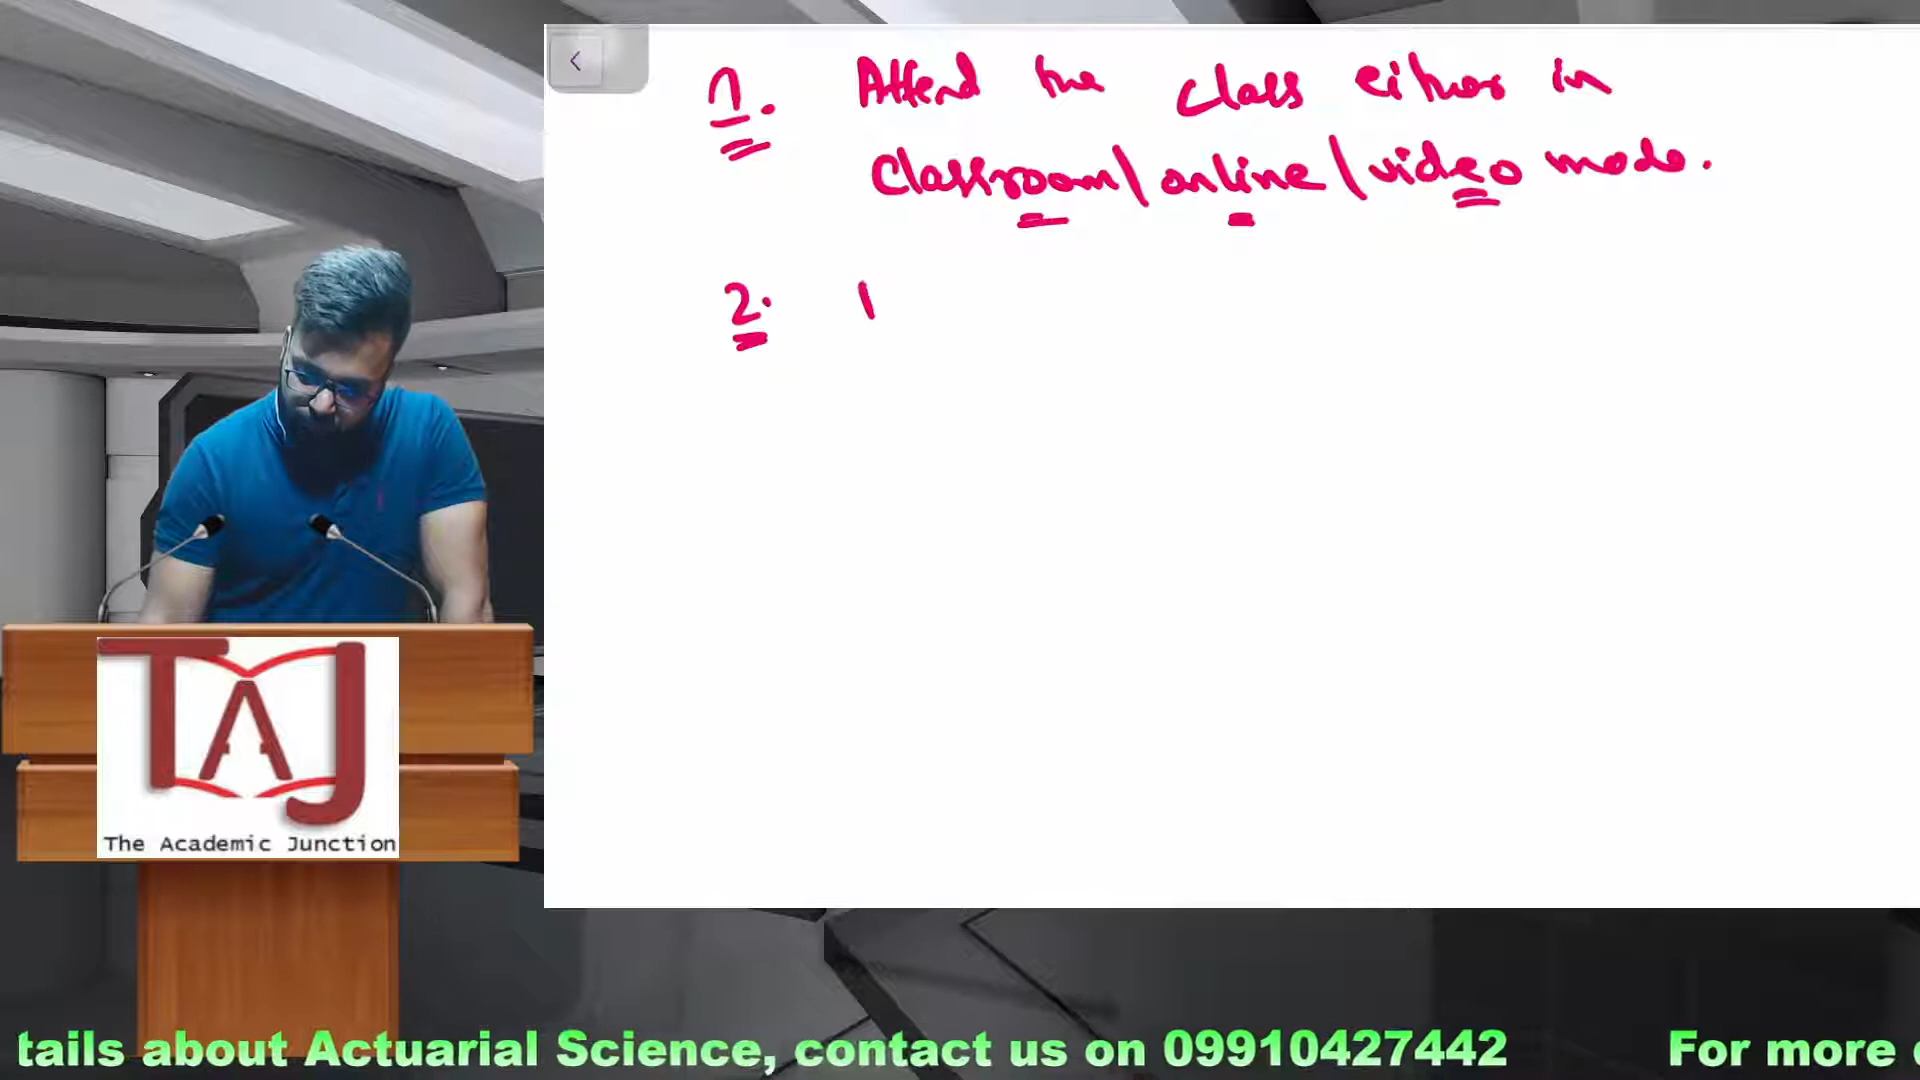 1. Attend the class either in
classroom/online/video mode.
2.
TAJ
The Academic Junction
tails about Actuarial Science, contact us on 09910427442
For more